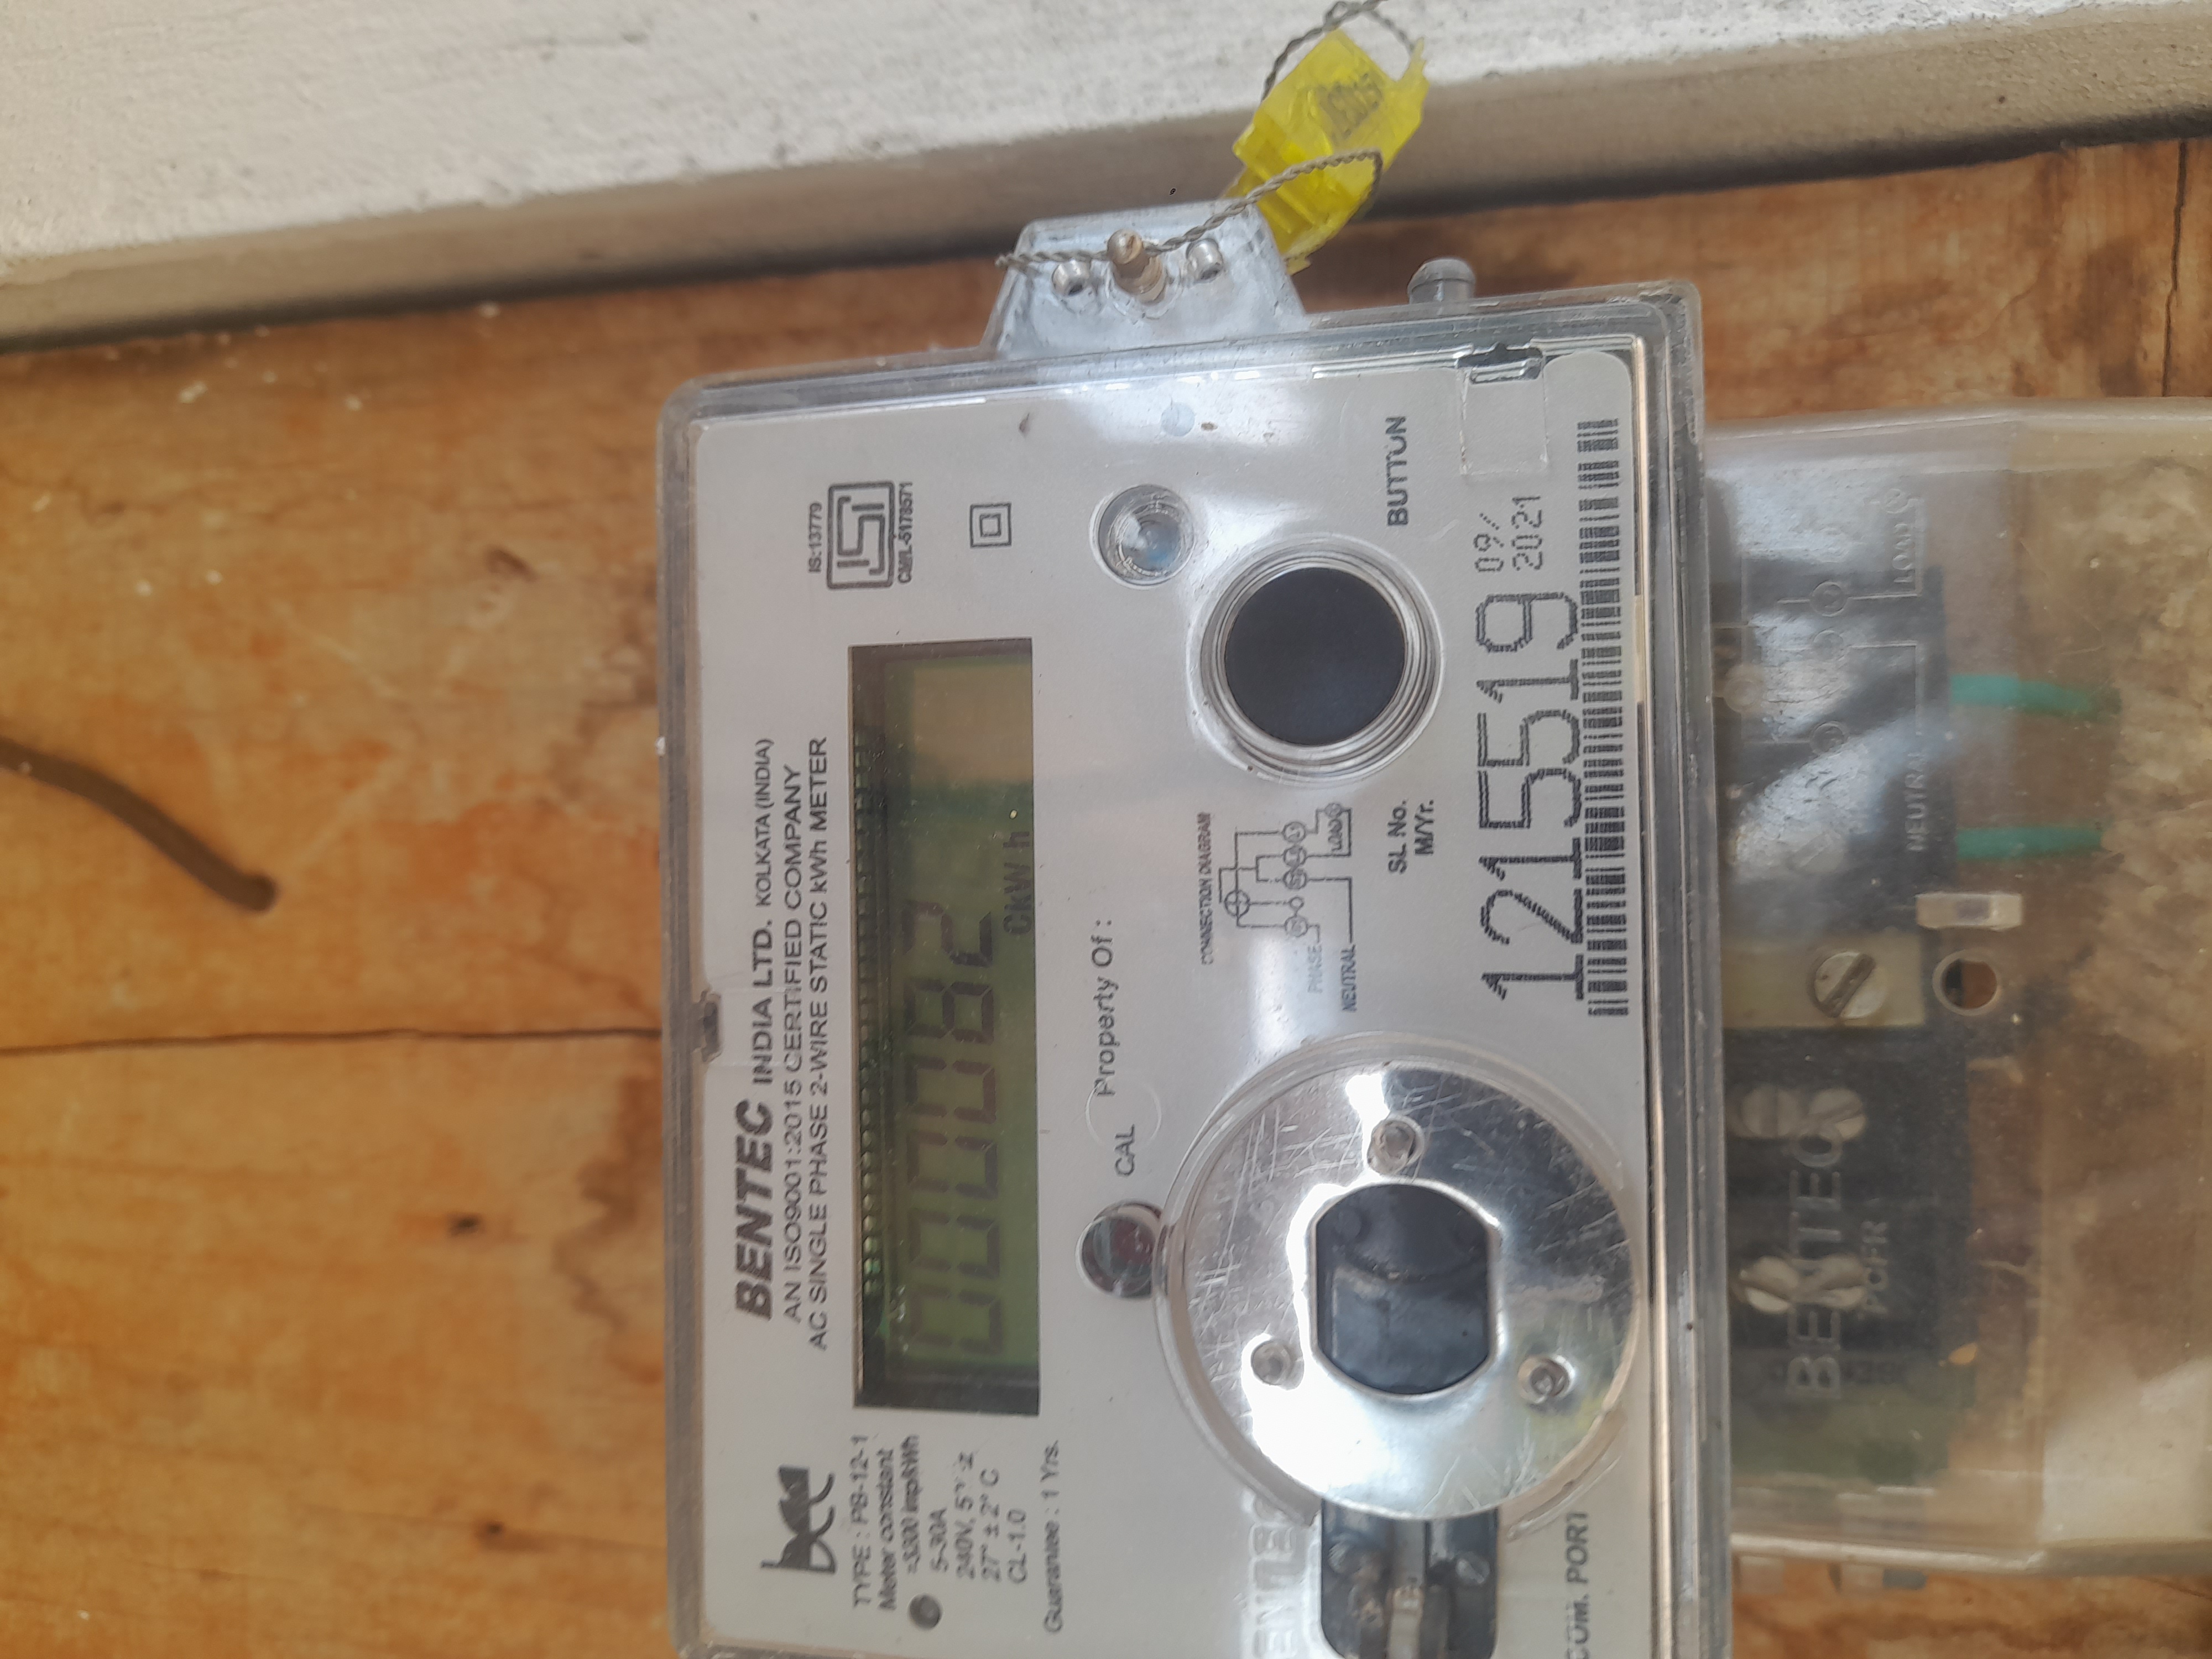 BENTEC INDIA LTD. KOLKATA (INDIA)
AN ISO9001:2015 CERTIFIED COMPANY
AC SINGLE PHASE 2-WIRE STATIC kWh METER
IS:13779
CM/L-5178571
TYPE : PB-12-1
Meter constant
=3200 imp/kWh
5-30A
240V,
27° ± 2° C
CL-1.0
Guarantee : 1 Yrs.
000082
CkWh
CAL
Property Of :
CONNECTION DIAGRAM
PHASE
NEUTRAL
LOAD
BUTTON
SL No.
M/Yr.
1215519
09/
2021
COM. PORT
BENTEC
LOAD
NEUTRAL
BENTEC